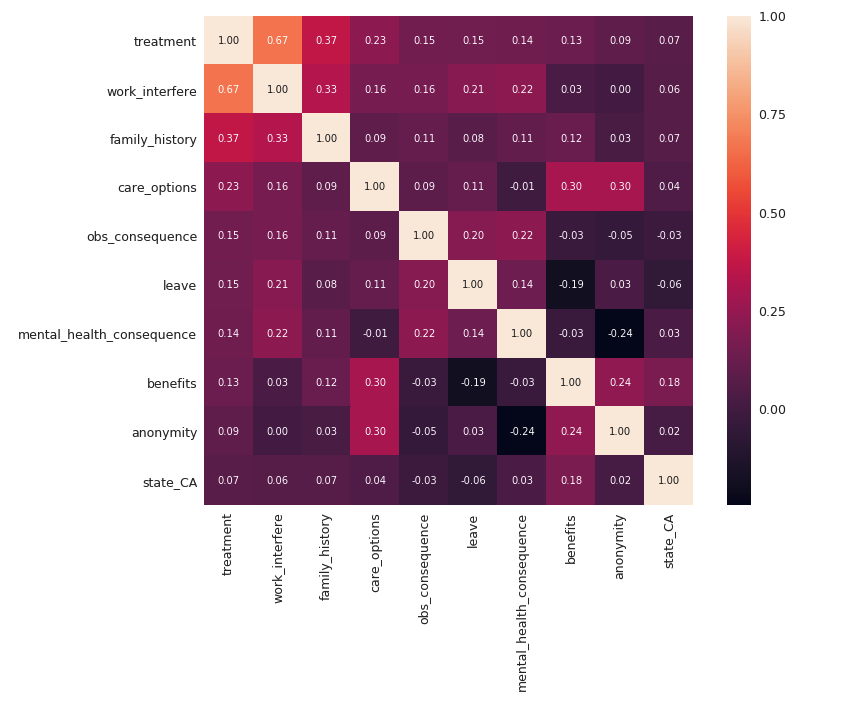 treatment 1.00 0.67 0.37 0.23 0.15 0.15 0.14 0.13 0.09 0.07
work_interfere 0.67 1.00 0.33 0.16 0.16 0.21 0.22 0.03 0.00 0.06
family_history 0.37 0.33 1.00 0.09 0.11 0.08 0.11 0.12 0.03 0.07
care_options 0.23 0.16 0.09 1.00 0.09 0.11 -0.01 0.30 0.30 0.04
obs_consequence 0.15 0.16 0.11 0.09 1.00 0.20 0.22 -0.03 -0.05 -0.03
leave 0.15 0.21 0.08 0.11 0.20 1.00 0.14 -0.19 0.03 -0.06
mental_health_consequence 0.14 0.22 0.11 -0.01 0.22 0.14 1.00 -0.03 -0.24 0.03
benefits 0.13 0.03 0.12 0.30 -0.03 -0.19 -0.03 1.00 0.24 0.18
anonymity 0.09 0.00 0.03 0.30 -0.05 0.03 -0.24 0.24 1.00 0.02
state_CA 0.07 0.06 0.07 0.04 -0.03 -0.06 0.03 0.18 0.02 1.00
treatment
work_interfere
family_history
care_options
obs_consequence
leave
mental_health_consequence
benefits
anonymity
state_CA
1.00
0.75
0.50
0.25
0.00